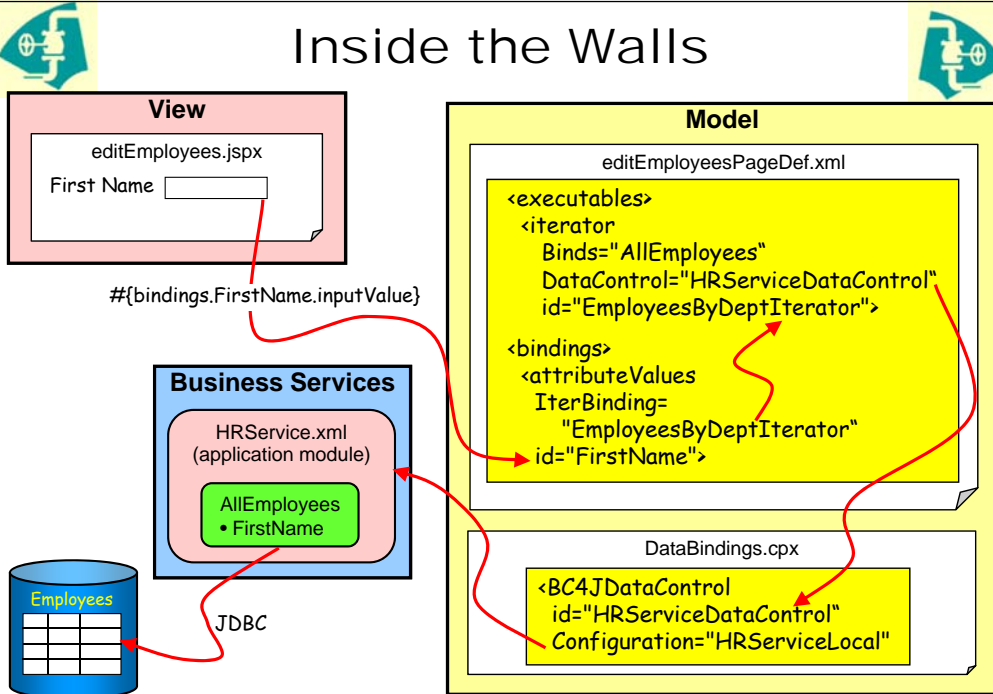 Inside the Walls
View
editEmployees.jspx
First Name
#{bindings.FirstName.inputValue}
Business Services
HRService.xml
(application module)
AllEmployees
• FirstName
Employees
JDBC
Model
editEmployeesPageDef.xml
<executables>
<iterator
Binds="AllEmployees“
DataControl="HRServiceDataControl“
id="EmployeesByDeptIterator">
<bindings>
<attributeValues
IterBinding=
"EmployeesByDeptIterator“
id="FirstName">
DataBindings.cpx
<BC4JDataControl
id="HRServiceDataControl“
Configuration="HRServiceLocal"